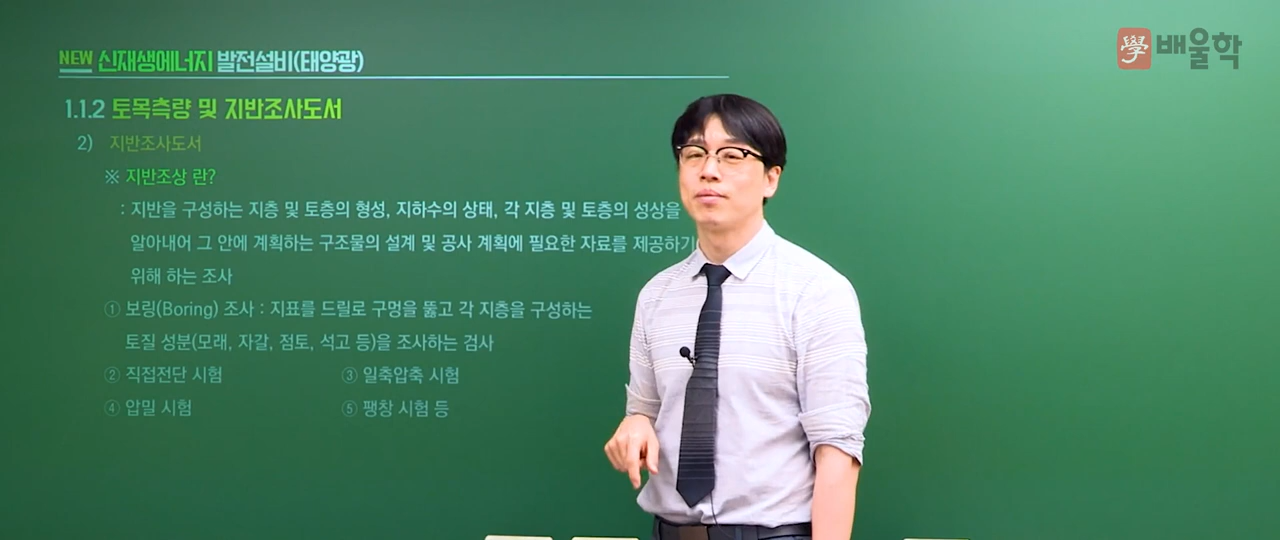 NEW 신재생에너지 발전설비(태양광)
學 배울학
1.1.2 토목측량 및 지반조사도서
2) 지반조사도서
※ 지반조상 란?
: 지반을 구성하는 지층 및 토층의 형성, 지하수의 상태, 각 지층 및 토층의 성상을
알아내어 그 안에 계획하는 구조물의 설계 및 공사 계획에 필요한 자료를 제공하기
위해 하는 조사
① 보링(Boring) 조사 : 지표를 드릴로 구멍을 뚫고 각 지층을 구성하는
토질 성분(모래, 자갈, 점토, 석고 등)을 조사하는 검사
② 직접전단 시험 ③ 일축압축 시험
④ 압밀 시험 ⑤ 팽창 시험 등